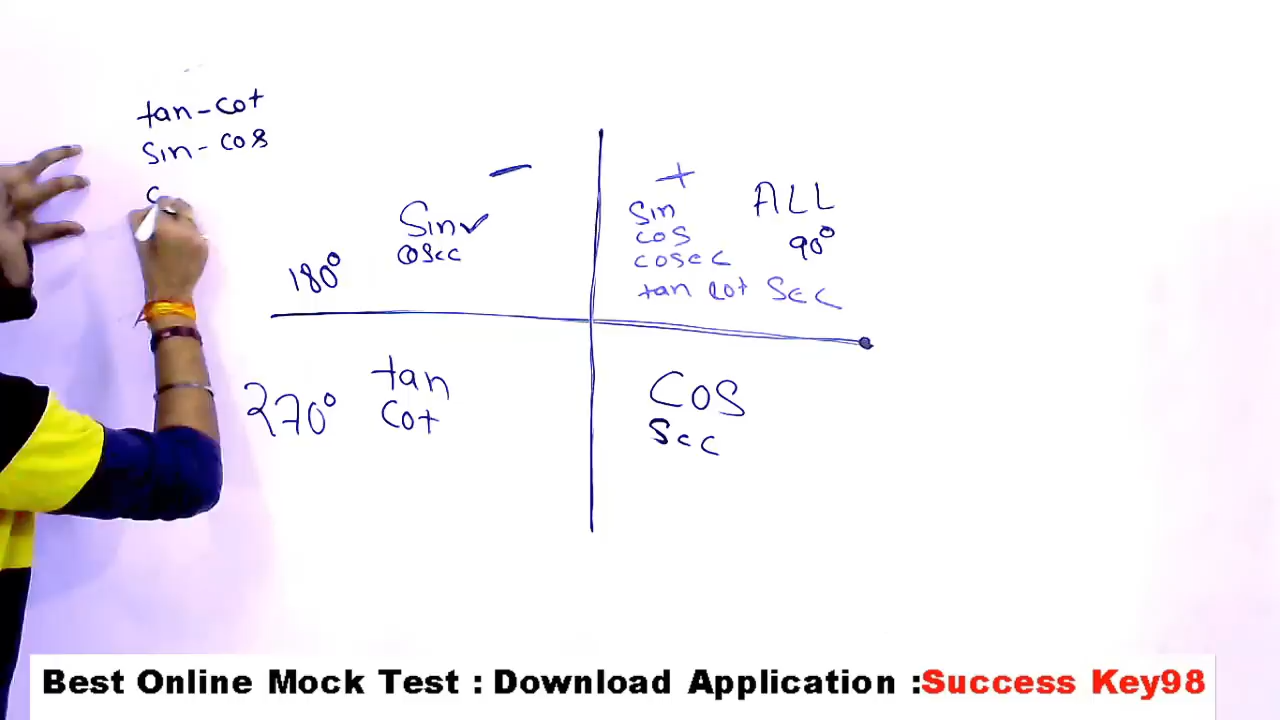 tan - cot
sin - cos
c
–
Sin ✓
cosec
180°
+
sin
cos
cosec
tan cot sec
ALL
90°
270°
tan
cot
COS
sec
Best Online Mock Test : Download Application :Success Key98